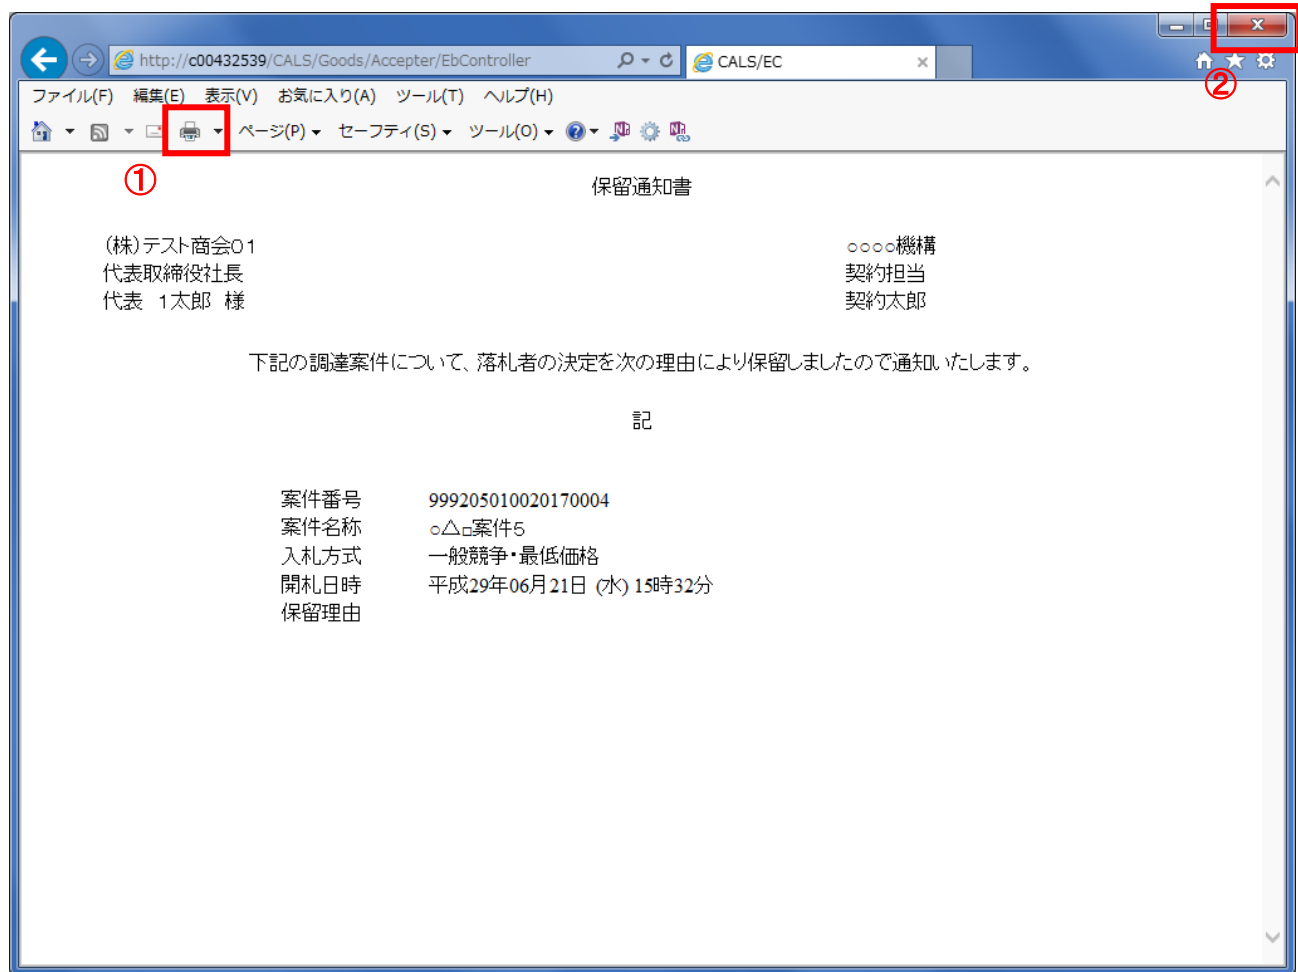 http://c00432539/CALS/Goods/Accepter/EbController
CALS/EC
②
ファイル(F) 編集(E) 表示(V) お気に入り(A) ツール(T) ヘルプ(H)
ページ(P) セーフティ(S) ツール(O)
①
保留通知書
(株)テスト商会01
○○○○機構
代表取締役社長
契約担当
代表 1太郎 様
契約太郎
下記の調達案件について、落札者の決定を次の理由により保留しましたので通知いたします。
記
案件番号 999205010020170004
案件名称 ○△□案件5
入札方式 一般競争・最低価格
開札日時 平成29年06月21日 (水) 15時32分
保留理由